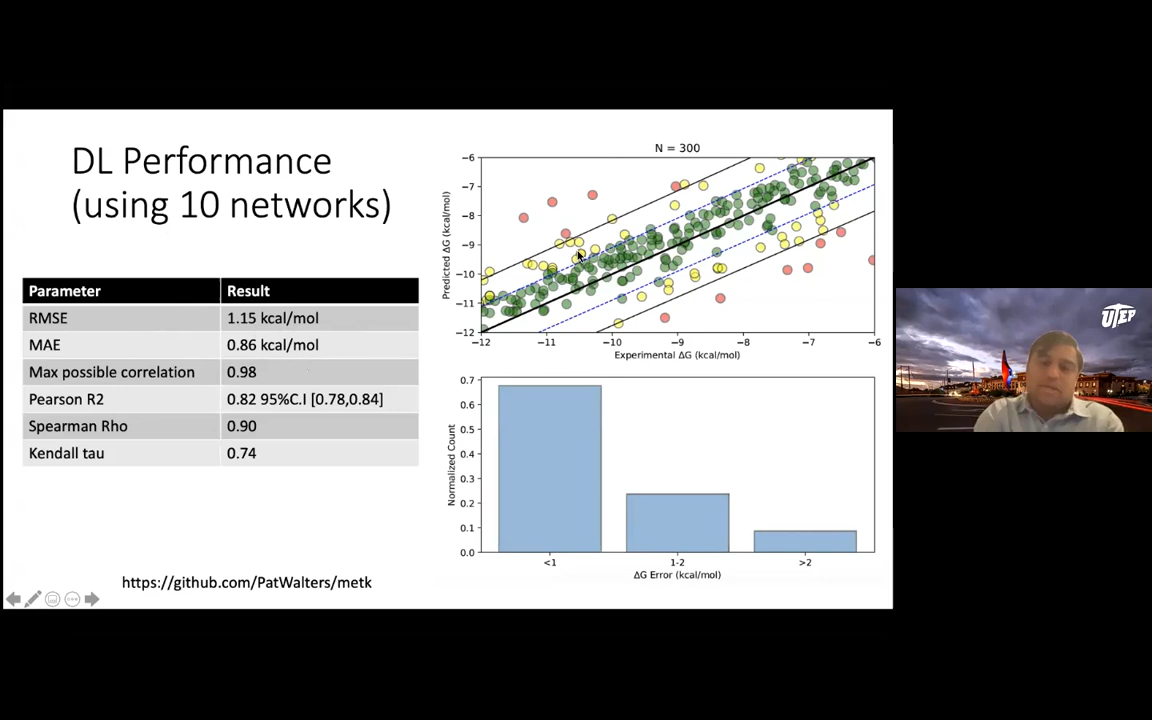 DL Performance
(using 10 networks)
Parameter Result
RMSE 1.15 kcal/mol
MAE 0.86 kcal/mol
Max possible correlation 0.98
Pearson R2 0.82 95%C.I [0.78,0.84]
Spearman Rho 0.90
Kendall tau 0.74
https://github.com/PatWalters/metk
N = 300
Predicted ΔG (kcal/mol)
−6
−7
−8
−9
−10
−11
−12
−12 −11 −10 −9 −8 −7 −6
Experimental ΔG (kcal/mol)
Normalized Count
0.7
0.6
0.5
0.4
0.3
0.2
0.1
0.0
<1 1-2 >2
ΔG Error (kcal/mol)
UTEP